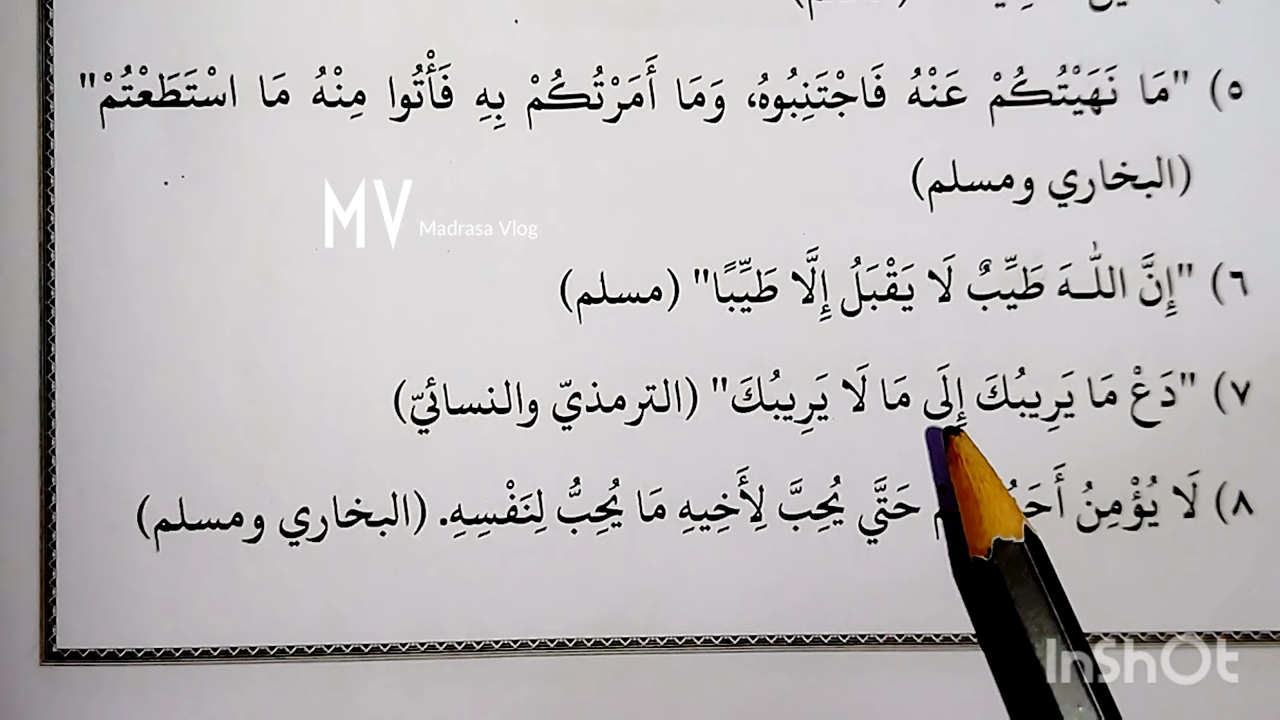 ٥) "مَا نَهَيْتُكُمْ عَنْهُ فَاجْتَنِبُوهُ، وَمَا أَمَرْتُكُمْ بِهِ فَأْتُوا مِنْهُ مَا اسْتَطَعْتُمْ"
(البخاري ومسلم)
MV Madrasa Vlog
٦) "إِنَّ اللّٰهَ طَيِّبٌ لَا يَقْبَلُ إِلَّا طَيِّبًا" (مسلم)
٧) "دَعْ مَا يَرِيبُكَ إِلَى مَا لَا يَرِيبُكَ" (الترمذيّ والنسائيّ)
٨) لَا يُؤْمِنُ حَتَّي يُحِبَّ لِأَخِيهِ مَا يُحِبُّ لِنَفْسِهِ. (البخاري ومسلم)
InShOt